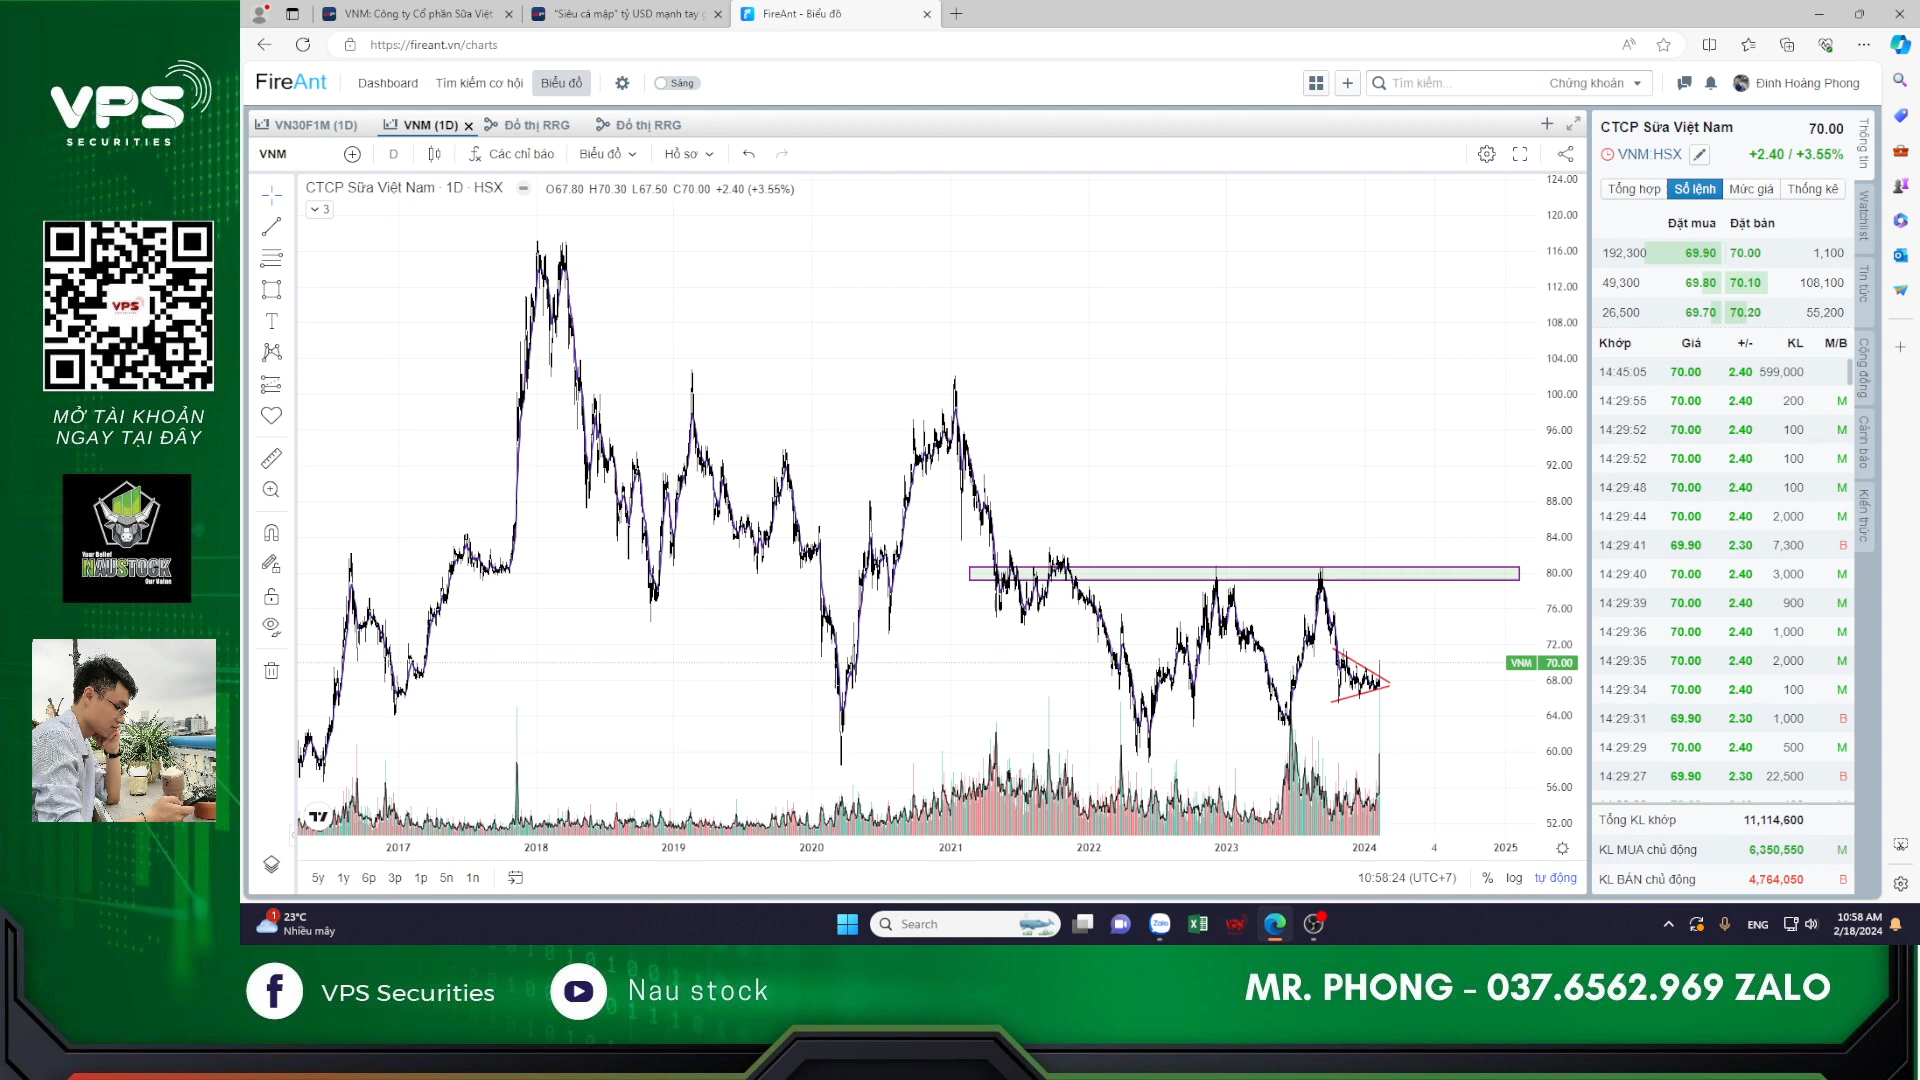 VPS
SECURITIES
MỞ TÀI KHOẢN
NGAY TẠI ĐÂY
Your Belief
NAUSTOCK
Our Value
VNM: Công ty Cổ phần Sữa Việt
"Siêu cá mập" tỷ USD mạnh tay g
FireAnt - Biểu đồ
https://fireant.vn/charts
FireAnt
Dashboard
Tìm kiếm cơ hội
Biểu đồ
Sáng
Tìm kiếm...
Chứng khoán
Đinh Hoàng Phong
VN30F1M (1D)
VNM (1D)
Đồ thị RRG
Đồ thị RRG
VNM
D
Các chỉ báo
Biểu đồ
Hồ sơ
CTCP Sữa Việt Nam · 1D · HSX
O67.80 H70.30 L67.50 C70.00 +2.40 (+3.55%)
3
124.00
120.00
116.00
112.00
108.00
104.00
100.00
96.00
92.00
88.00
84.00
80.00
76.00
72.00
VNM 70.00
68.00
64.00
60.00
56.00
52.00
2017 2018 2019 2020 2021 2022 2023 2024 4 2025
5y 1y 6p 3p 1p 5n 1n
10:58:24 (UTC+7)
% log tự động
CTCP Sữa Việt Nam 70.00
VNM:HSX +2.40 / +3.55%
Tổng hợp Sổ lệnh Mức giá Thống kê
Đặt mua Đặt bán
192,300 69.90 70.00 1,100
49,300 69.80 70.10 108,100
26,500 69.70 70.20 55,200
Khớp Giá +/- KL M/B
14:45:05 70.00 2.40 599,000
14:29:55 70.00 2.40 200 M
14:29:52 70.00 2.40 100 M
14:29:52 70.00 2.40 100 M
14:29:48 70.00 2.40 100 M
14:29:44 70.00 2.40 2,000 M
14:29:41 69.90 2.30 7,300 B
14:29:40 70.00 2.40 3,000 M
14:29:39 70.00 2.40 900 M
14:29:36 70.00 2.40 1,000 M
14:29:35 70.00 2.40 2,000 M
14:29:34 70.00 2.40 100 M
14:29:31 69.90 2.30 1,000 B
14:29:29 70.00 2.40 500 M
14:29:27 69.90 2.30 22,500 B
Tổng KL khớp 11,114,600
KL MUA chủ động 6,350,550 M
KL BÁN chủ động 4,764,050 B
Thông tin
Watchlist
Tin tức
Cộng đồng
Cảnh báo
Kiến thức
1
23°C
Nhiều mây
Search
Zalo
ENG
10:58 AM
2/18/2024
VPS Securities
Nau stock
MR. PHONG - 037.6562.969 ZALO